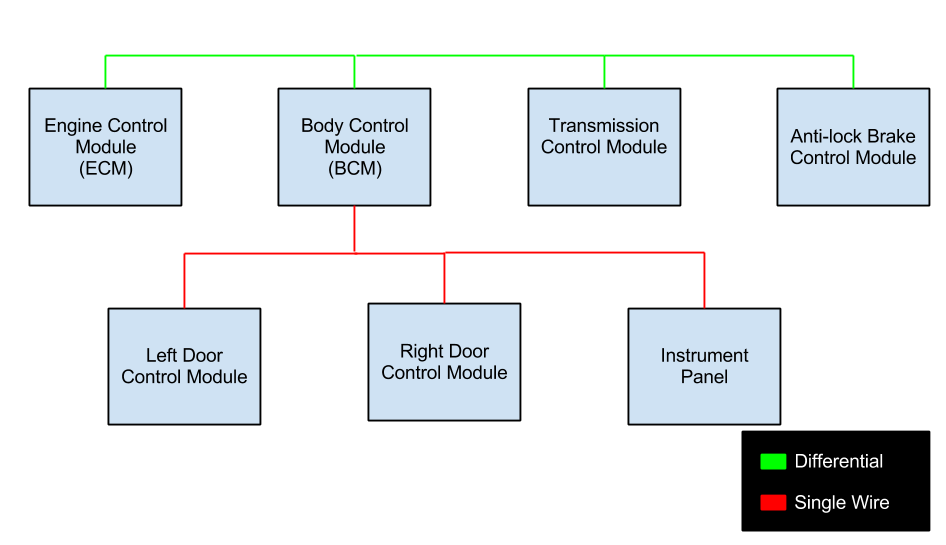 Engine Control
Module
(ECM)
Body Control
Module
(BCM)
Transmission
Control Module
Anti-lock Brake
Control Module
Left Door
Control Module
Right Door
Control Module
Instrument
Panel
Differential
Single Wire